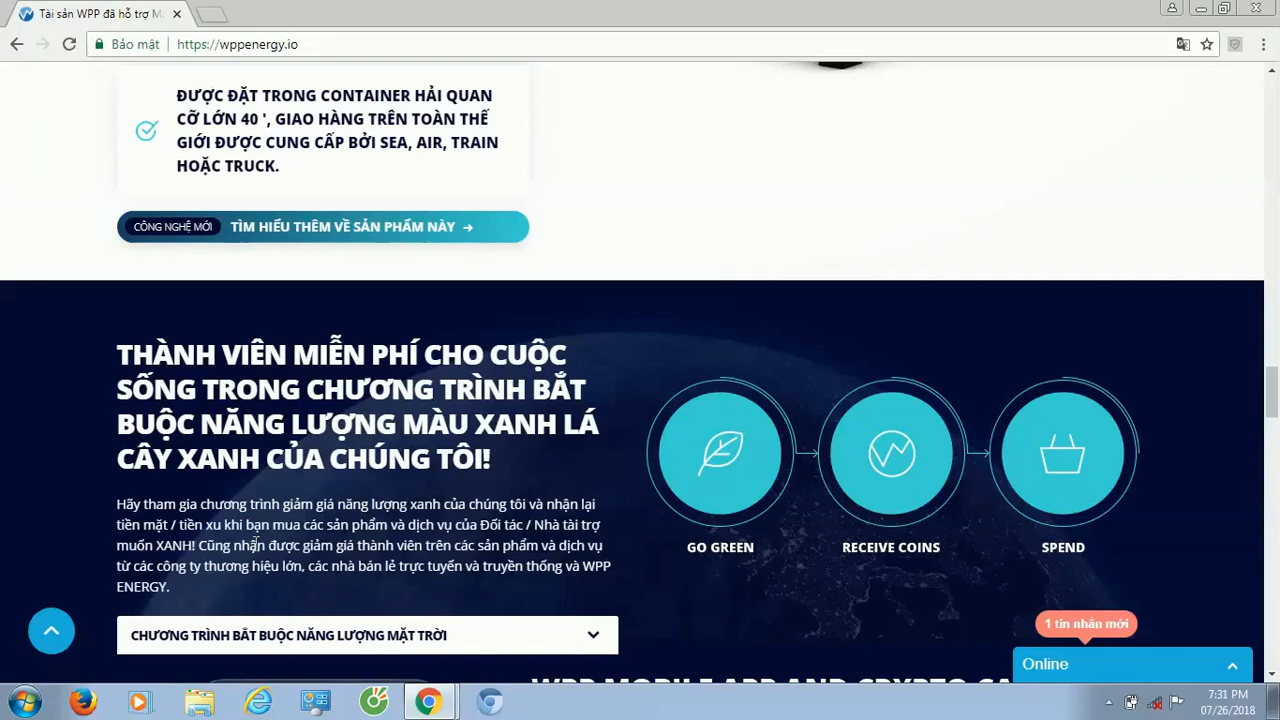 Tài sản WPP đã hỗ trợ M
Bảo mật
https://wppenergy.io
ĐƯỢC ĐẶT TRONG CONTAINER HẢI QUAN
CỠ LỚN 40 ', GIAO HÀNG TRÊN TOÀN THẾ
GIỚI ĐƯỢC CUNG CẤP BỞI SEA, AIR, TRAIN
HOẶC TRUCK.
CÔNG NGHỆ MỚI TÌM HIỂU THÊM VỀ SẢN PHẨM NÀY
THÀNH VIÊN MIỄN PHÍ CHO CUỘC
SỐNG TRONG CHƯƠNG TRÌNH BẮT
BUỘC NĂNG LƯỢNG MÀU XANH LÁ
CÂY XANH CỦA CHÚNG TÔI!
Hãy tham gia chương trình giảm giá năng lượng xanh của chúng tôi và nhận lại
tiền mặt / tiền xu khi bạn mua các sản phẩm và dịch vụ của Đối tác / Nhà tài trợ
muốn XANH! Cũng nhận được giảm giá thành viên trên các sản phẩm và dịch vụ
từ các công ty thương hiệu lớn, các nhà bán lẻ trực tuyến và truyền thống và WPP
ENERGY.
CHƯƠNG TRÌNH BẮT BUỘC NĂNG LƯỢNG MẶT TRỜI
GO GREEN
RECEIVE COINS
SPEND
1 tin nhắn mới
Online
WPP MOBILE APP AND CRYPTO CA
7:31 PM
07/26/2018